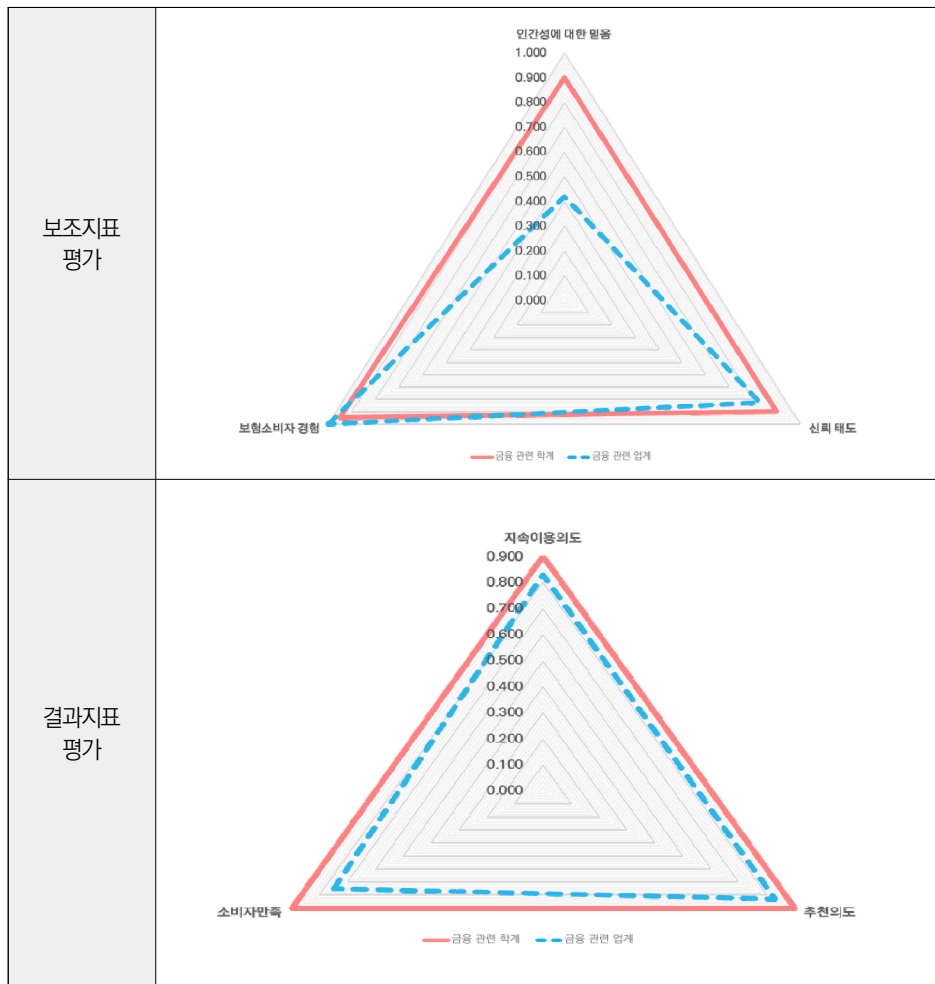 보조지표
평가
인간성에 대한 믿음
1.000
0.900
0.800
0.700
0.600
0.500
0.400
0.300
0.200
0.100
0.000
보험소비자 경험
신뢰 태도
금융 관련 학계
금융 관련 업계
결과지표
평가
지속이용의도
0.900
0.800
0.700
0.600
0.500
0.400
0.300
0.200
0.100
0.000
소비자만족
추천의도
금융 관련 학계
금융 관련 업계